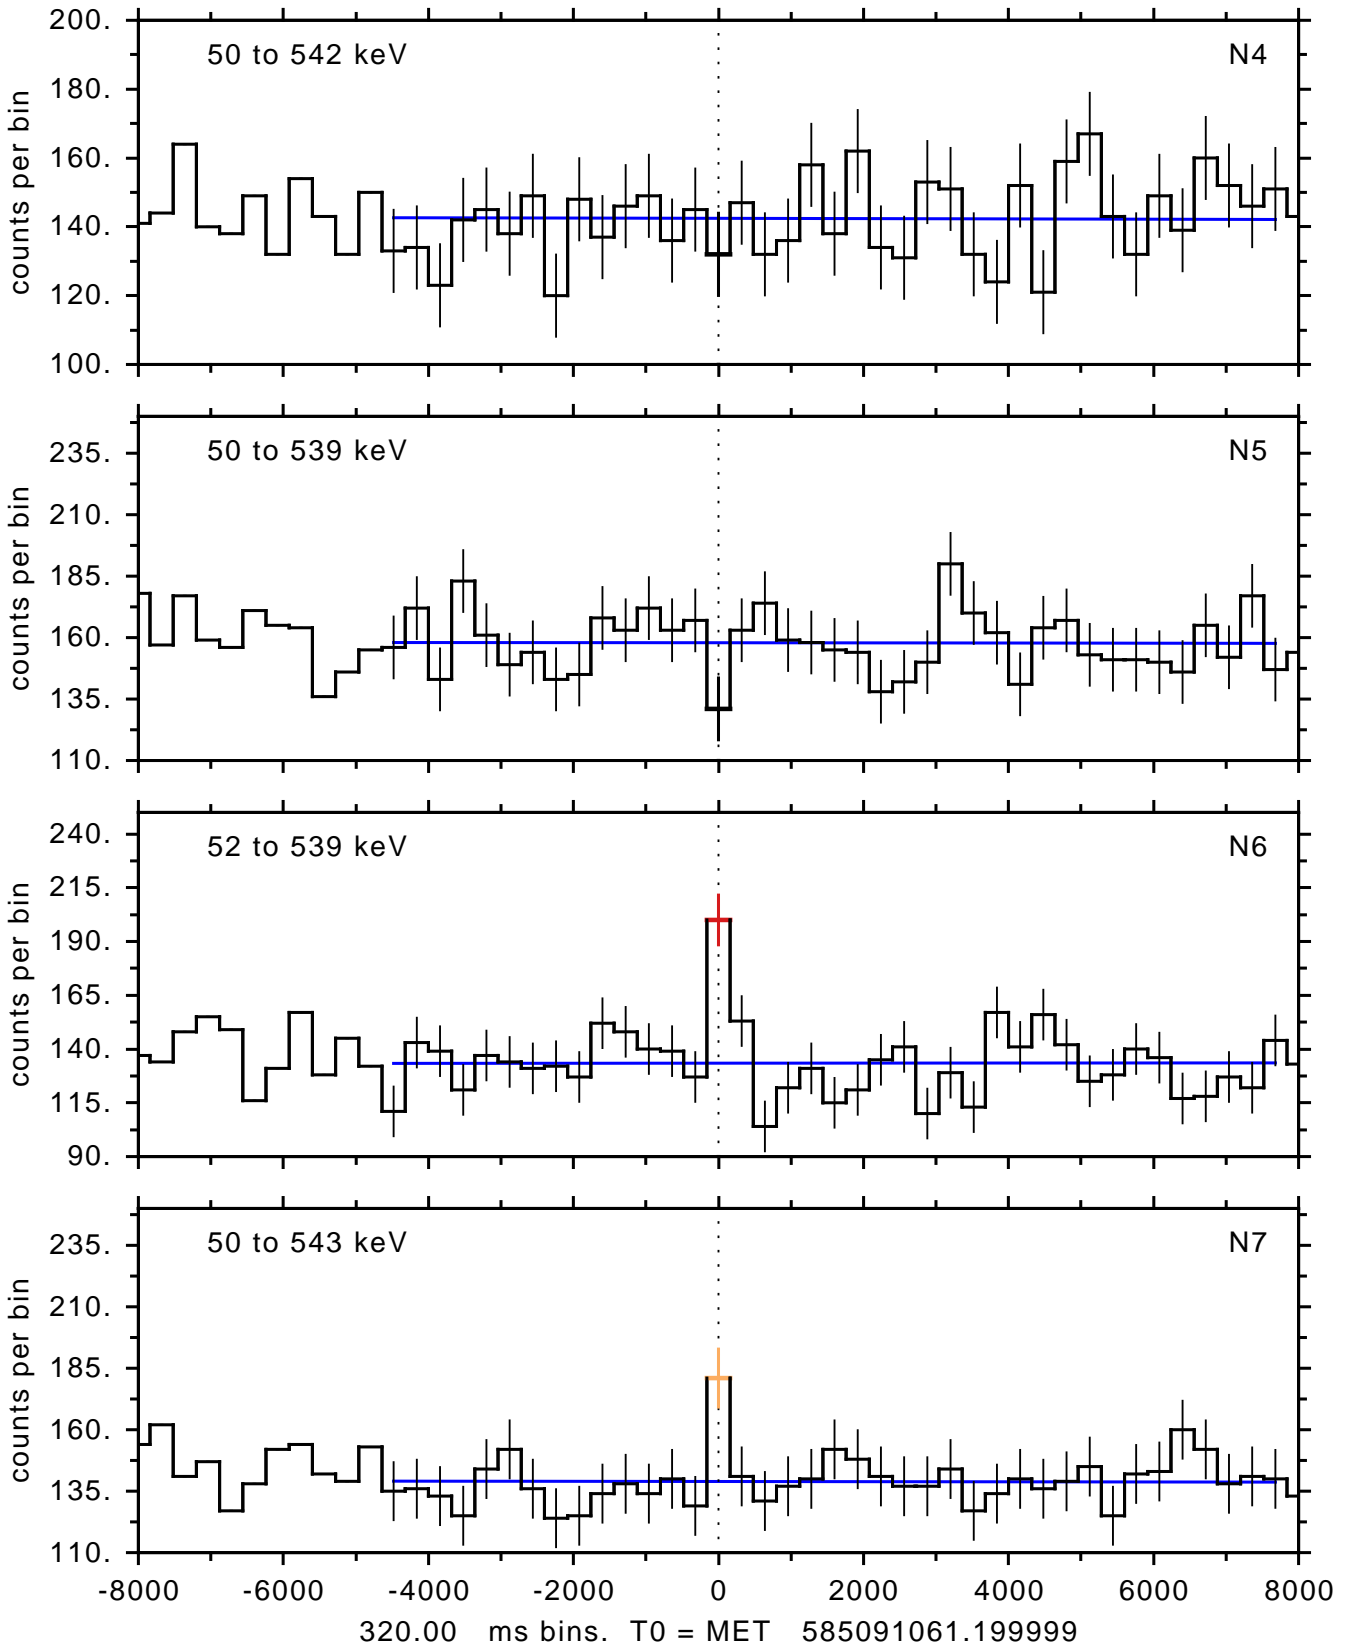 200.
50 to 542 keV N4
180.
160.
140.
120.
100.
counts per bin
50 to 539 keV N5
235.
210.
185.
160.
135.
110.
counts per bin
240.
52 to 539 keV N6
215.
190.
165.
140.
115.
90.
counts per bin
50 to 543 keV N7
235.
210.
185.
160.
135.
110.
counts per bin
-8000 -6000 -4000 -2000 0 2000 4000 6000 8000
320.00 ms bins. T0 = MET 585091061.199999